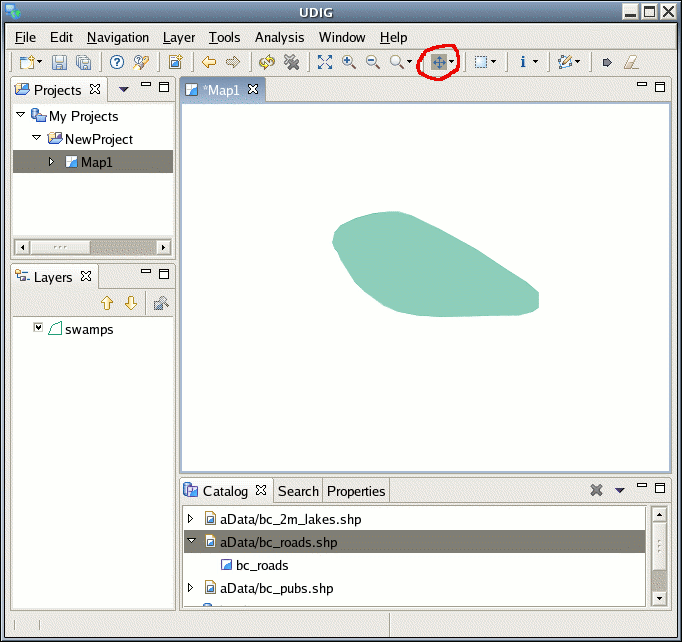 UDIG
File Edit Navigation Layer Tools Analysis Window Help
Projects
*Map1
My Projects
NewProject
Map1
Layers
swamps
Catalog Search Properties
aData/bc_2m_lakes.shp
aData/bc_roads.shp
bc_roads
aData/bc_pubs.shp